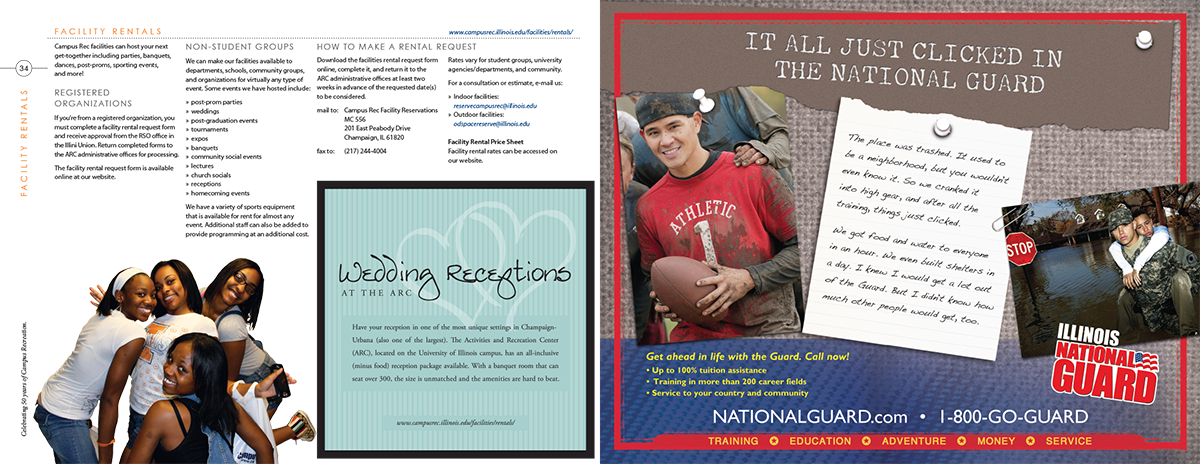 FACILITY RENTALS
www.campusrec.illinois.edu/facilities/rentals/
34
FACILITY RENTALS
Campus Rec facilities can host your next
get-together including parties, banquets,
dances, post-proms, sporting events,
and more!
REGISTERED
ORGANIZATIONS
If you're from a registered organization, you
must complete a facility rental request form
and receive approval from the RSO office in
the Illini Union. Return completed forms to
the ARC administrative offices for processing.
The facility rental request form is available
online at our website.
NON-STUDENT GROUPS
We can make our facilities available to
departments, schools, community groups,
and organizations for virtually any type of
event. Some events we have hosted include:
» post-prom parties
» weddings
» post-graduation events
» tournaments
» expos
» banquets
» community social events
» lectures
» church socials
» receptions
» homecoming events
We have a variety of sports equipment
that is available for rent for almost any
event. Additional staff can also be added to
provide programming at an additional cost.
HOW TO MAKE A RENTAL REQUEST
Download the facilities rental request form
online, complete it, and return it to the
ARC administrative offices at least two
weeks in advance of the requested date(s)
to be considered.
mail to: Campus Rec Facility Reservations
MC 556
201 East Peabody Drive
Champaign, IL 61820
fax to: (217) 244-4004
Rates vary for student groups, university
agencies/departments, and community.
For a consultation or estimate, e-mail us:
» Indoor facilities:
reservecampusrec@illinois.edu
» Outdoor facilities:
odspacereserve@illinois.edu
Facility Rental Price Sheet
Facility rental rates can be accessed on
our website.
Wedding Receptions
AT THE ARC
Have your reception in one of the most unique settings in Champaign-
Urbana (also one of the largest). The Activities and Recreation Center
(ARC), located on the University of Illinois campus, has an all-inclusive
(minus food) reception package available. With a banquet room that can
seat over 300, the size is unmatched and the amenities are hard to beat.
www.campusrec.illinois.edu/facilities/rentals/
Celebrating 50 years of Campus Recreation.
IT ALL JUST CLICKED IN
THE NATIONAL GUARD
The place was trashed. It used to
be a neighborhood, but you wouldn't
even know it. So we cranked it
into high gear, and after all the
training, things just clicked.
We got food and water to everyone
in an hour. We even built shelters in
a day. I knew I would get a lot out
of the Guard. But I didn't know how
much other people would get, too.
ATHLETIC
1
STOP
ILLINOIS
NATIONAL
GUARD
Get ahead in life with the Guard. Call now!
• Up to 100% tuition assistance
• Training in more than 200 career fields
• Service to your country and community
NATIONALGUARD.com • 1-800-GO-GUARD
TRAINING ✪ EDUCATION ✪ ADVENTURE ✪ MONEY ✪ SERVICE